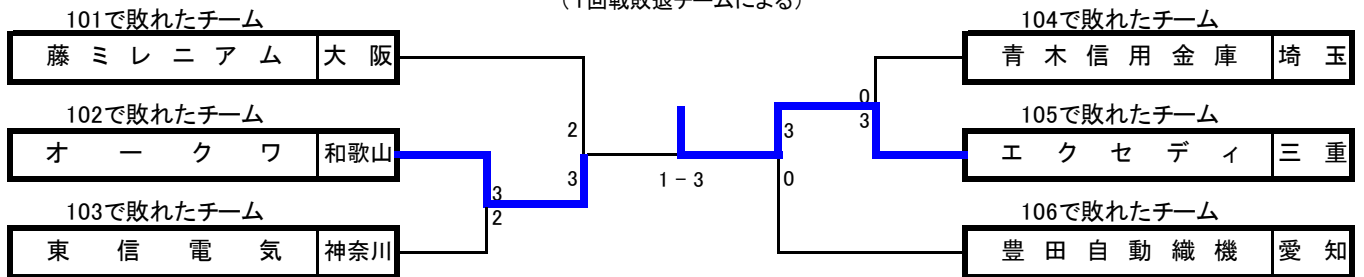 (1回戦敗退チームによる)
101で敗れたチーム
藤ミレニアム 大阪
102で敗れたチーム
オークワ 和歌山
103で敗れたチーム
東信電気 神奈川
2
3
3
2
1-3
3
0
0
3
104で敗れたチーム
青木信用金庫 埼玉
105で敗れたチーム
エクセディ 三重
106で敗れたチーム
豊田自動織機 愛知